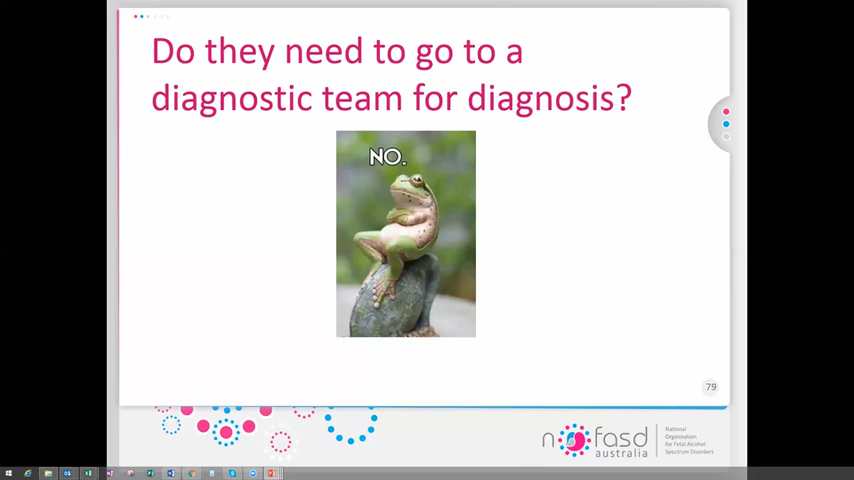 Do they need to go to a
diagnostic team for diagnosis?
NO.
79
nofasd
australia
National
Organisation
for Fetal Alcohol
Spectrum Disorders